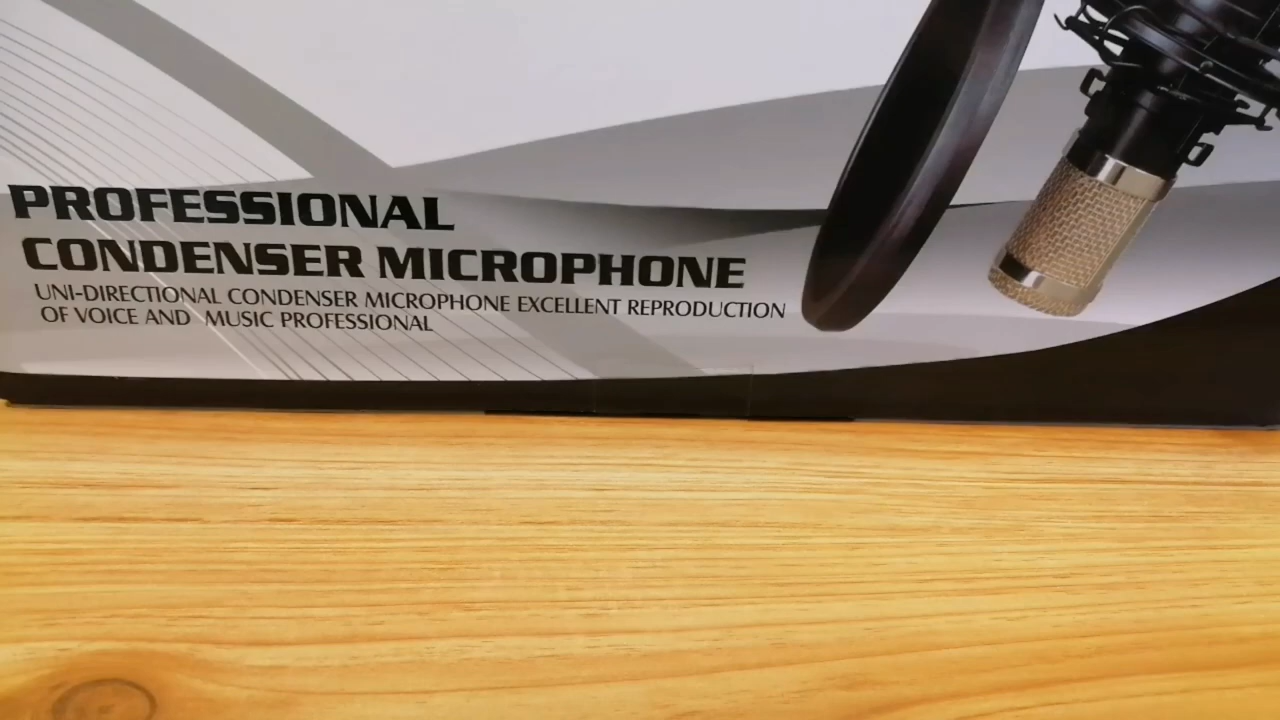 PROFESSIONAL
CONDENSER MICROPHONE
UNI-DIRECTIONAL CONDENSER MICROPHONE EXCELLENT REPRODUCTION
OF VOICE AND MUSIC PROFESSIONAL